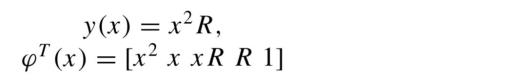 y(x) = x²R,
φᵀ(x) = [x² x xR R 1]